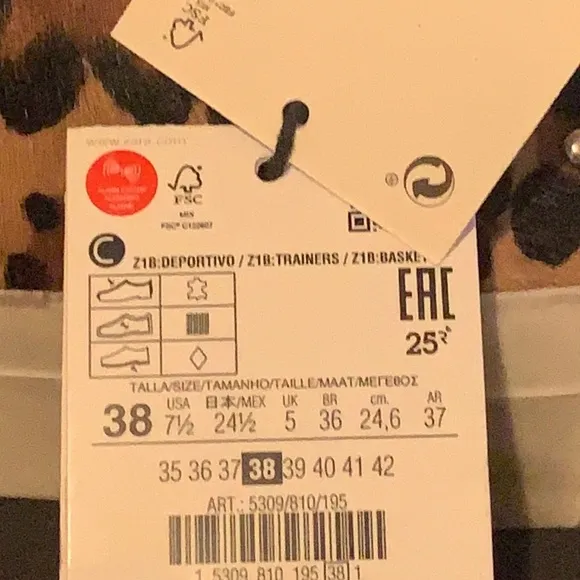 www.zara.com
FSC
MIX
C
Z1B:DEPORTIVO / Z1B:TRAINERS / Z1B:BASKE
EAC
25
TALLA/SIZE/TAMANHO/TAILLE/MAAT/ΜΕΓΕΘΟΣ
USA 日本/MEX UK BR cm. AR
38 7½ 24½ 5 36 24,6 37
35 36 37 38 39 40 41 42
ART.: 5309/810/195
1 5309 810 195 38 1